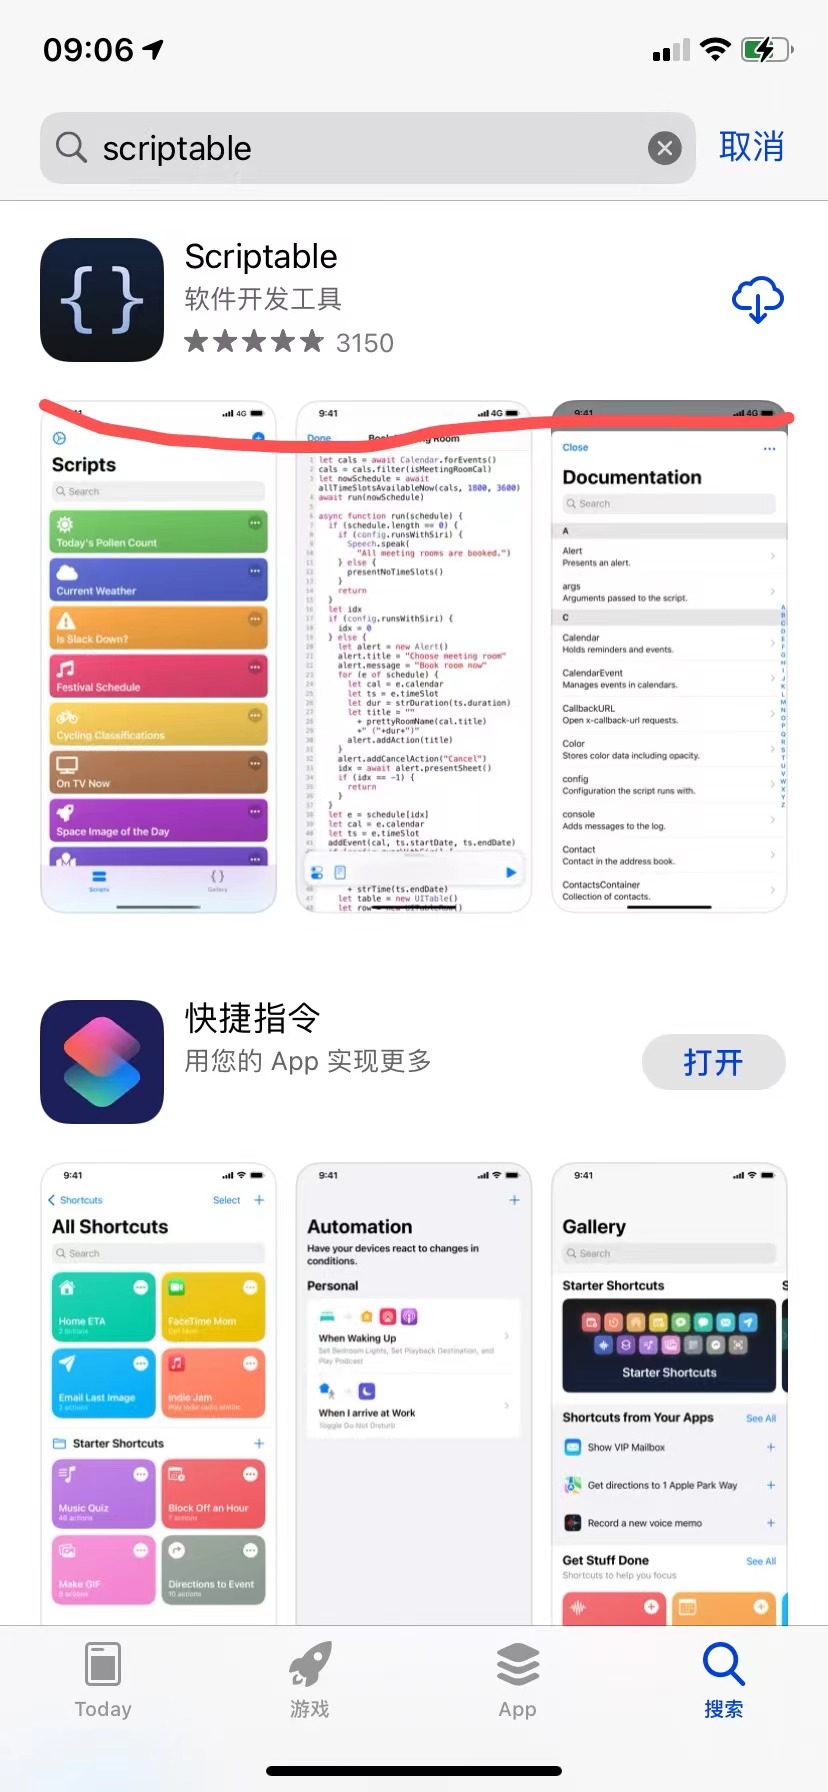 09:06
scriptable
取消
Scriptable
软件开发工具
3150
4G
Scripts
Search
Today's Pollen Count
Current Weather
Is Slack Down?
Festival Schedule
Cycling Classifications
On TV Now
Space Image of the Day
Scripts
Gallery
9:41
4G
Done
let cals = await Calendar.forEvents()
cals = cals.filter(isMeetingRoomCal)
let nowSchedule = await
allTimeSlotsAvailableNow(cals, 1800, 3600)
await run(nowSchedule)
async function run(schedule) {
if (schedule.length == 0) {
if (config.runsWithSiri) {
Speech.speak(
"All meeting rooms are booked.")
} else {
presentNoTimeSlots()
}
return
}
let idx
if (config.runsWithSiri) {
idx = 0
} else {
let alert = new Alert()
alert.title = "Choose meeting room"
alert.message = "Book room now"
for (e of schedule) {
let cal = e.calendar
let ts = e.timeSlot
let dur = strDuration(ts.duration)
let title = ""
+ prettyRoomName(cal.title)
+" ("+dur+")"
alert.addAction(title)
}
alert.addCancelAction("Cancel")
idx = await alert.presentSheet()
if (idx == -1) {
return
}
}
let e = schedule[idx]
let cal = e.calendar
let ts = e.timeSlot
addEvent(cal, ts.startDate, ts.endDate)
+ strTime(ts.endDate)
let table = new UITable()
let row = new UITableRow()
9:41
4G
Close
Documentation
Search
A
Alert
Presents an alert.
args
Arguments passed to the script.
C
Calendar
Holds reminders and events.
CalendarEvent
Manages events in calendars.
CallbackURL
Open x-callback-url requests.
Color
Stores color data including opacity.
config
Configuration the script runs with.
console
Adds messages to the log.
Contact
Contact in the address book.
ContactsContainer
Collection of contacts.
快捷指令
用您的 App 实现更多
打开
9:41
Shortcuts
Select
All Shortcuts
Search
Home ETA
2 actions
FaceTime Mom
Call Mom
Email Last Image
2 actions
Indie Jam
Starter Shortcuts
Music Quiz
46 actions
Block Off an Hour
7 actions
Make GIF
8 actions
Directions to Event
10 actions
9:41
Automation
Have your devices react to changes in
conditions.
Personal
When Waking Up
Set Bedroom Lights, Set Playback Destination, and
Play Podcast
When I arrive at Work
Toggle Do Not Disturb
9:41
Gallery
Search
Starter Shortcuts
S
Starter Shortcuts
Shortcuts from Your Apps
See All
Show VIP Mailbox
Get directions to 1 Apple Park Way
Record a new voice memo
Get Stuff Done
See All
Shortcuts to help you focus
Today
游戏
App
搜索